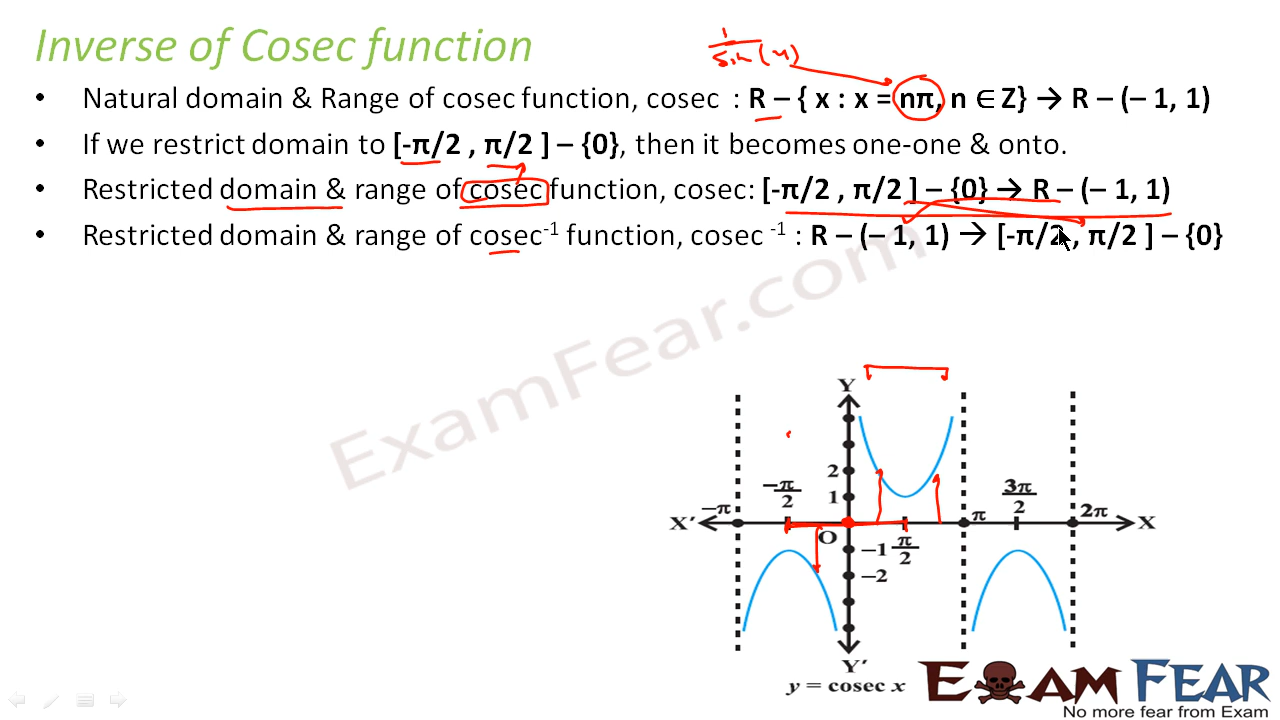 Inverse of Cosec function
1/sin(x)
• Natural domain & Range of cosec function, cosec : R – { x : x = nπ, n ∈ Z} → R – (– 1, 1)
• If we restrict domain to [-π/2 , π/2 ] – {0}, then it becomes one-one & onto.
• Restricted domain & range of cosec function, cosec: [-π/2 , π/2 ] – {0} → R – (– 1, 1)
• Restricted domain & range of cosec⁻¹ function, cosec ⁻¹ : R – (– 1, 1) → [-π/2 , π/2 ] – {0}
ExamFear.com
Y
2
1
–π/2
3π/2
–π
π
2π
X′
X
O
–1
π/2
–2
Y′
y = cosec x
EXAM FEAR
No more fear from Exam